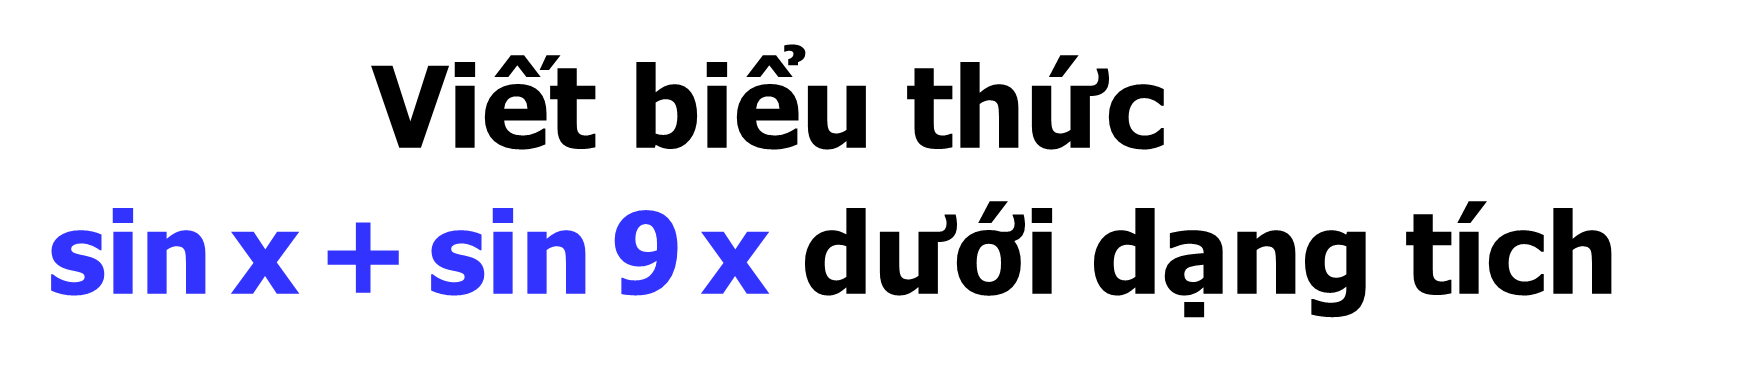 Viết biểu thức
sin x + sin 9 x dưới dạng tích